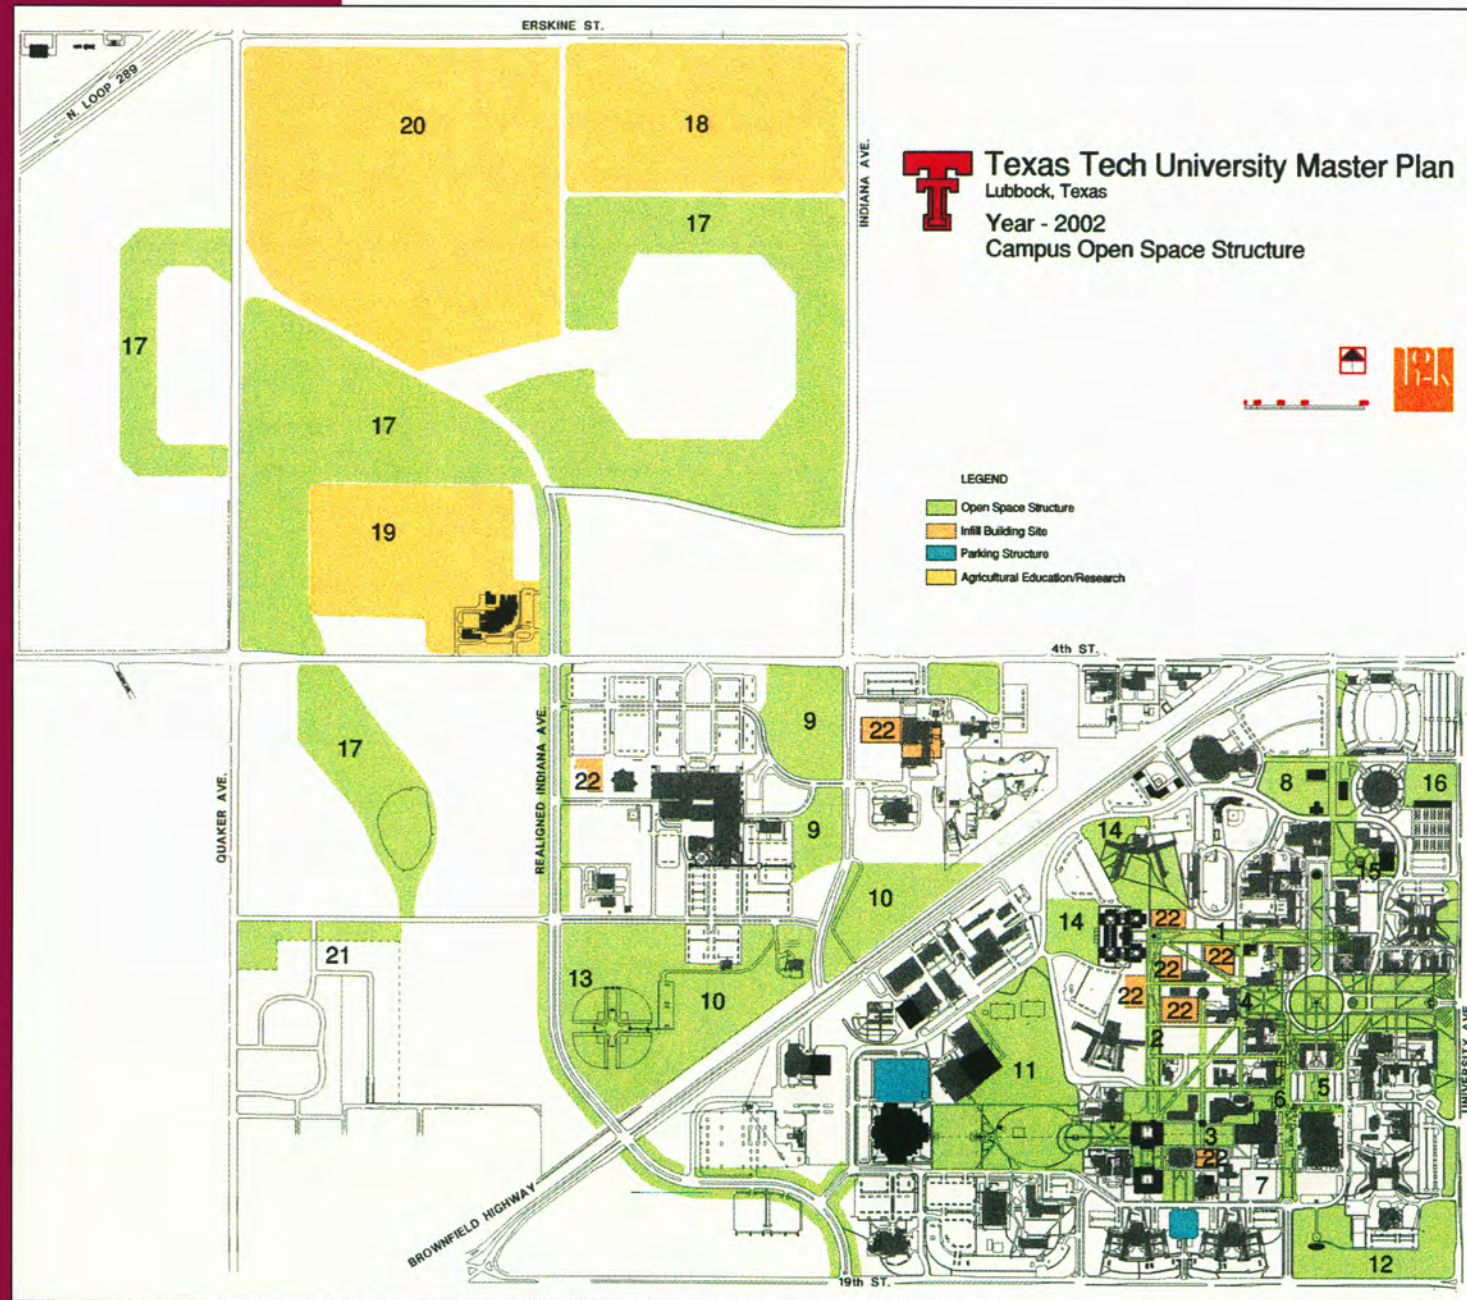 ERSKINE ST.
N. LOOP 289
20
18
INDIANA AVE.
Texas Tech University Master Plan
Lubbock, Texas
Year - 2002
Campus Open Space Structure
17
17
17
LEGEND
Open Space Structure
Infill Building Site
Parking Structure
Agricultural Education/Research
19
4th ST.
17
9
22
22
8
16
QUAKER AVE.
REALIGNED INDIANA AVE.
9
14
15
10
14
22
1
21
22
22
13
10
22
22
4
2
11
5
UNIVERSITY AVE.
6
3
22
7
BROWNFIELD HIGHWAY
12
19th ST.